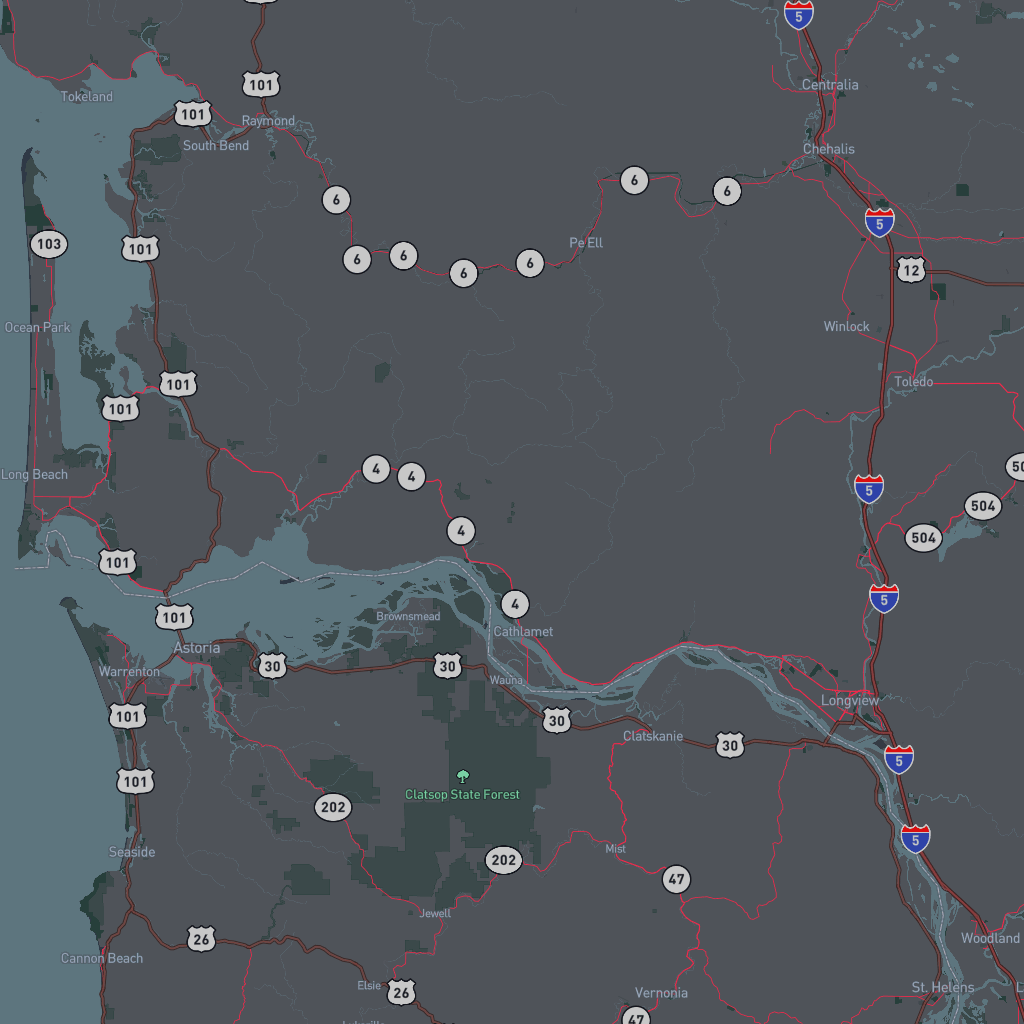 5
Centralia
101
Tokeland
101
Raymond
South Bend
Chehalis
6
6
6
103
101
6
6
6
6
Pe Ell
5
12
Ocean Park
Winlock
101
101
Toledo
Long Beach
4
4
5
504
504
4
101
5
4
101
Brownsmead
Cathlamet
Astoria
Warrenton
30
30
Wauna
Longview
101
30
Clatskanie
30
5
101
Clatsop State Forest
202
5
Seaside
202
Mist
47
Jewell
26
Woodland
Cannon Beach
Elsie
26
Vernonia
St. Helens
47